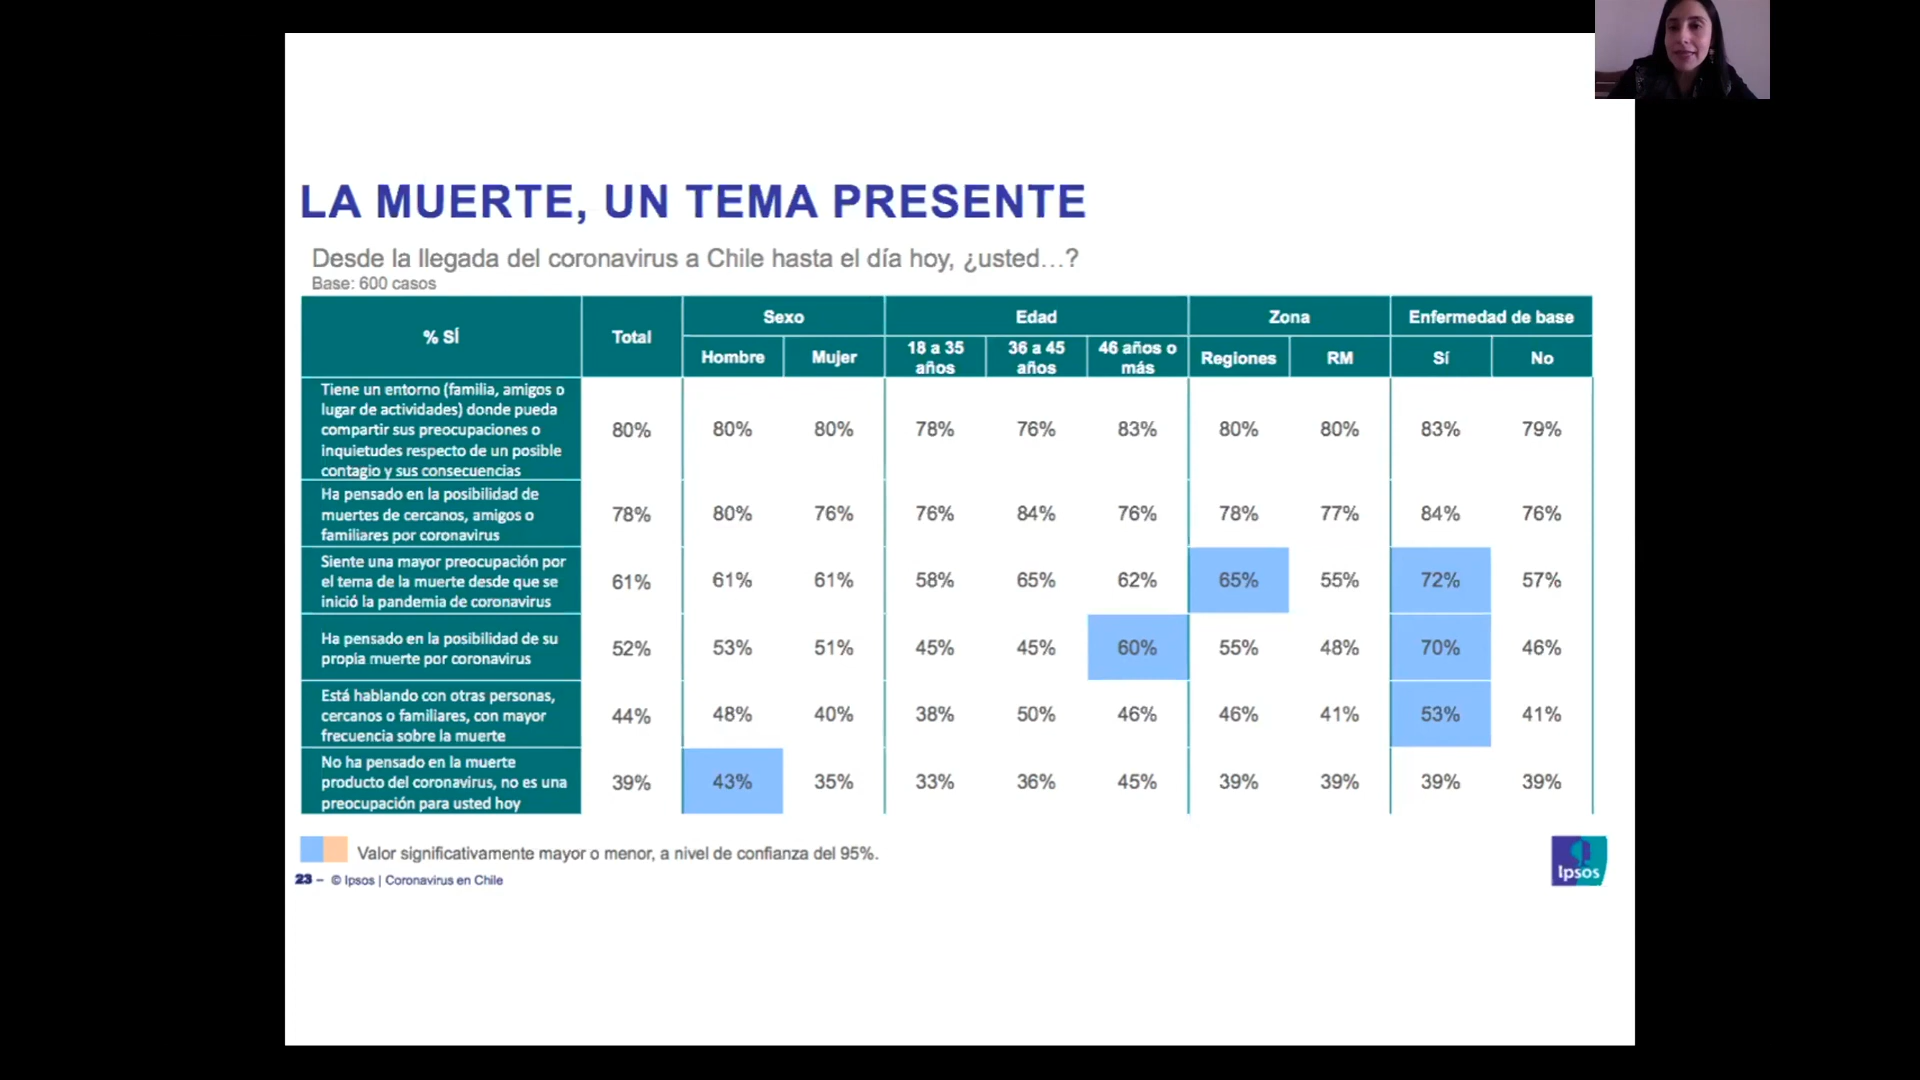 LA MUERTE, UN TEMA PRESENTE
Desde la llegada del coronavirus a Chile hasta el día hoy, ¿usted…?
Base: 600 casos
% SÍ
Total
Sexo
Edad
Zona
Enfermedad de base
Hombre
Mujer
18 a 35
años
36 a 45
años
46 años o
más
Regiones
RM
Sí
No
Tiene un entorno (familia, amigos o
lugar de actividades) donde pueda
compartir sus preocupaciones o
inquietudes respecto de un posible
contagio y sus consecuencias
80% 80% 80% 78% 76% 83% 80% 80% 83% 79%
Ha pensado en la posibilidad de
muertes de cercanos, amigos o
familiares por coronavirus
78% 80% 76% 76% 84% 76% 78% 77% 84% 76%
Siente una mayor preocupación por
el tema de la muerte desde que se
inició la pandemia de coronavirus
61% 61% 61% 58% 65% 62% 65% 55% 72% 57%
Ha pensado en la posibilidad de su
propia muerte por coronavirus
52% 53% 51% 45% 45% 60% 55% 48% 70% 46%
Está hablando con otras personas,
cercanos o familiares, con mayor
frecuencia sobre la muerte
44% 48% 40% 38% 50% 46% 46% 41% 53% 41%
No ha pensado en la muerte
producto del coronavirus, no es una
preocupación para usted hoy
39% 43% 35% 33% 36% 45% 39% 39% 39% 39%
Valor significativamente mayor o menor, a nivel de confianza del 95%.
23 – © Ipsos | Coronavirus en Chile
Ipsos